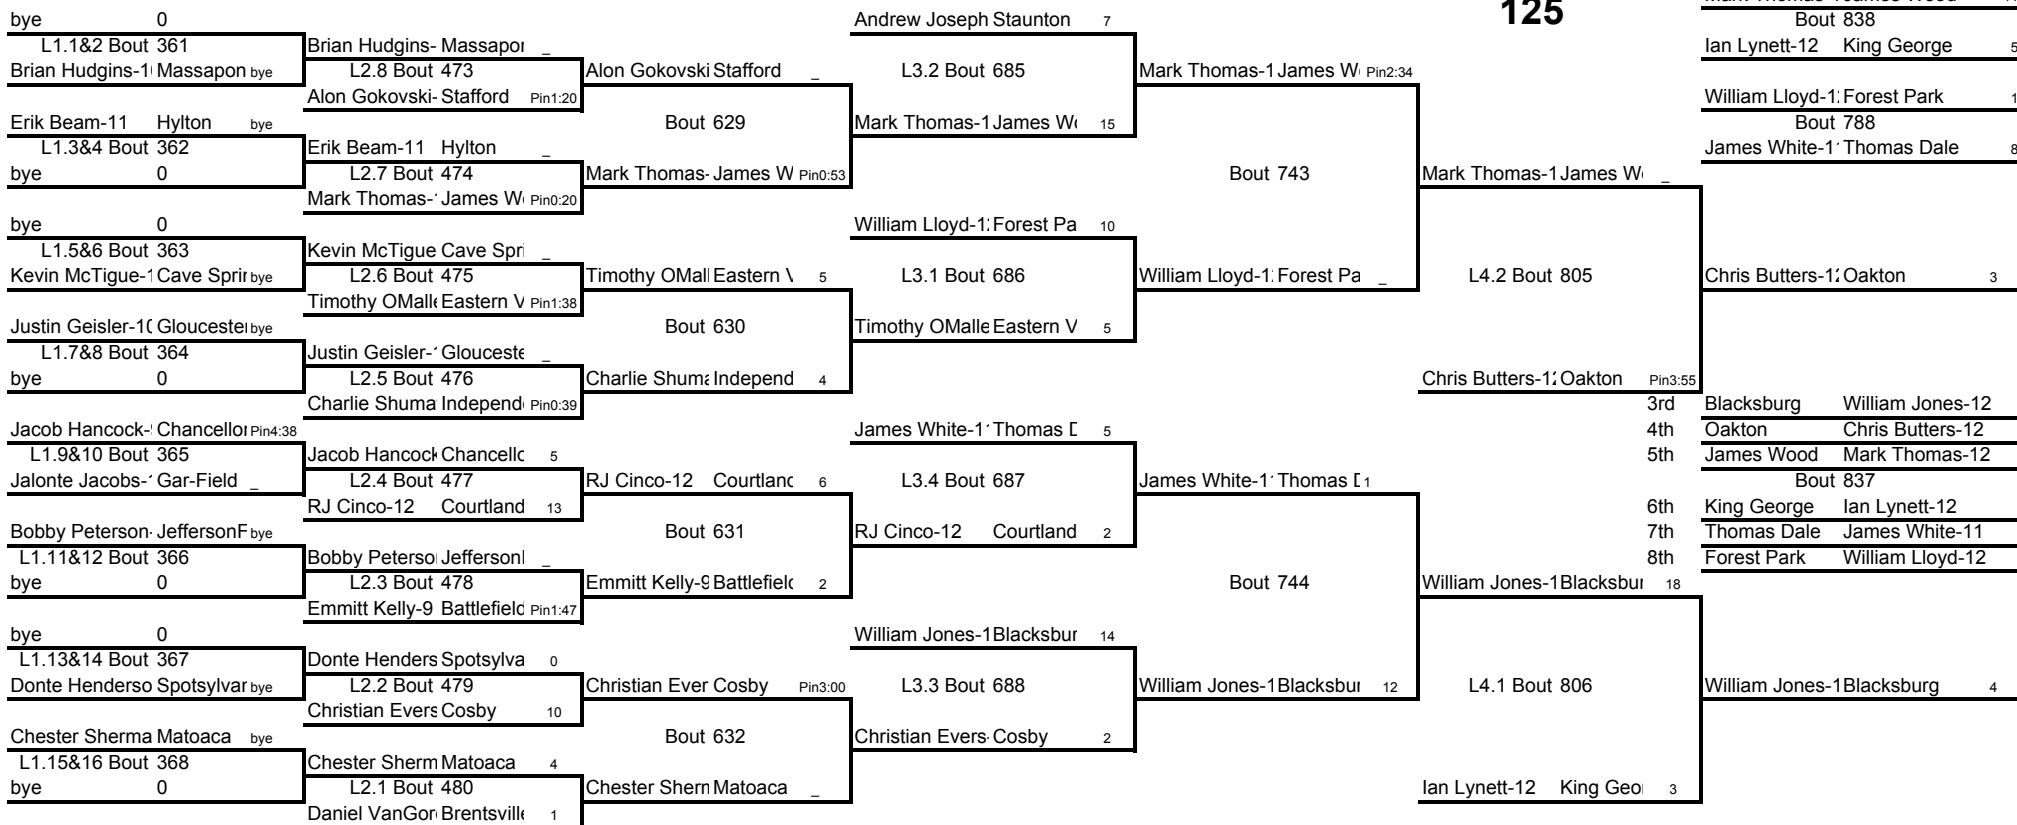 bye 0
L1.1&2 Bout 361
Brian Hudgins-1 Massapon bye
Erik Beam-11 Hylton bye
L1.3&4 Bout 362
bye 0
bye 0
L1.5&6 Bout 363
Kevin McTigue-1 Cave Sprin bye
Justin Geisler-10 Glouceste bye
L1.7&8 Bout 364
bye 0
Jacob Hancock- Chancellor Pin4:38
L1.9&10 Bout 365
Jalonte Jacobs- Gar-Field _
Bobby Peterson- JeffersonF bye
L1.11&12 Bout 366
bye 0
bye 0
L1.13&14 Bout 367
Donte Henderso Spotsylvan bye
Chester Sherma Matoaca bye
L1.15&16 Bout 368
bye 0
Brian Hudgins- Massapon _
L2.8 Bout 473
Alon Gokovski- Stafford Pin1:20
Erik Beam-11 Hylton _
L2.7 Bout 474
Mark Thomas- James W Pin0:20
Kevin McTigue Cave Spri _
L2.6 Bout 475
Timothy OMalle Eastern V Pin1:38
Justin Geisler- Glouceste _
L2.5 Bout 476
Charlie Shuma Independ Pin0:39
Jacob Hancock Chancello 5
L2.4 Bout 477
RJ Cinco-12 Courtland 13
Bobby Peterso Jefferson _
L2.3 Bout 478
Emmitt Kelly-9 Battlefield Pin1:47
Donte Henders Spotsylva 0
L2.2 Bout 479
Christian Evers Cosby 10
Chester Sherm Matoaca 4
L2.1 Bout 480
Daniel VanGor Brentsville 1
Alon Gokovski Stafford _
Bout 629
Mark Thomas- James W Pin0:53
Timothy OMall Eastern V 5
Bout 630
Charlie Shuma Independ 4
RJ Cinco-12 Courtland 6
Bout 631
Emmitt Kelly-9 Battlefield 2
Christian Ever Cosby Pin3:00
Bout 632
Chester Sherm Matoaca _
Andrew Joseph Staunton 7
L3.2 Bout 685
Mark Thomas-1 James Wo 15
William Lloyd-1 Forest Pa 10
L3.1 Bout 686
Timothy OMalle Eastern V 5
James White-1 Thomas D 5
L3.4 Bout 687
RJ Cinco-12 Courtland 2
William Jones-1 Blacksbur 14
L3.3 Bout 688
Christian Evers- Cosby 2
Mark Thomas-1 James W Pin2:34
Bout 743
William Lloyd-1 Forest Pa _
James White-1 Thomas D 1
Bout 744
William Jones-1 Blacksbur 12
125
Mark Thomas-1 James Wo _
L4.2 Bout 805
Chris Butters-12 Oakton Pin3:55
William Jones-1 Blacksbur 18
L4.1 Bout 806
Ian Lynett-12 King Geo 3
Bout 838
Ian Lynett-12 King George 5
William Lloyd-1 Forest Park 1
Bout 788
James White-1 Thomas Dale 8
Chris Butters-12 Oakton 3
3rd Blacksburg William Jones-12
4th Oakton Chris Butters-12
5th James Wood Mark Thomas-12
Bout 837
6th King George Ian Lynett-12
7th Thomas Dale James White-11
8th Forest Park William Lloyd-12
William Jones-1 Blacksburg 4